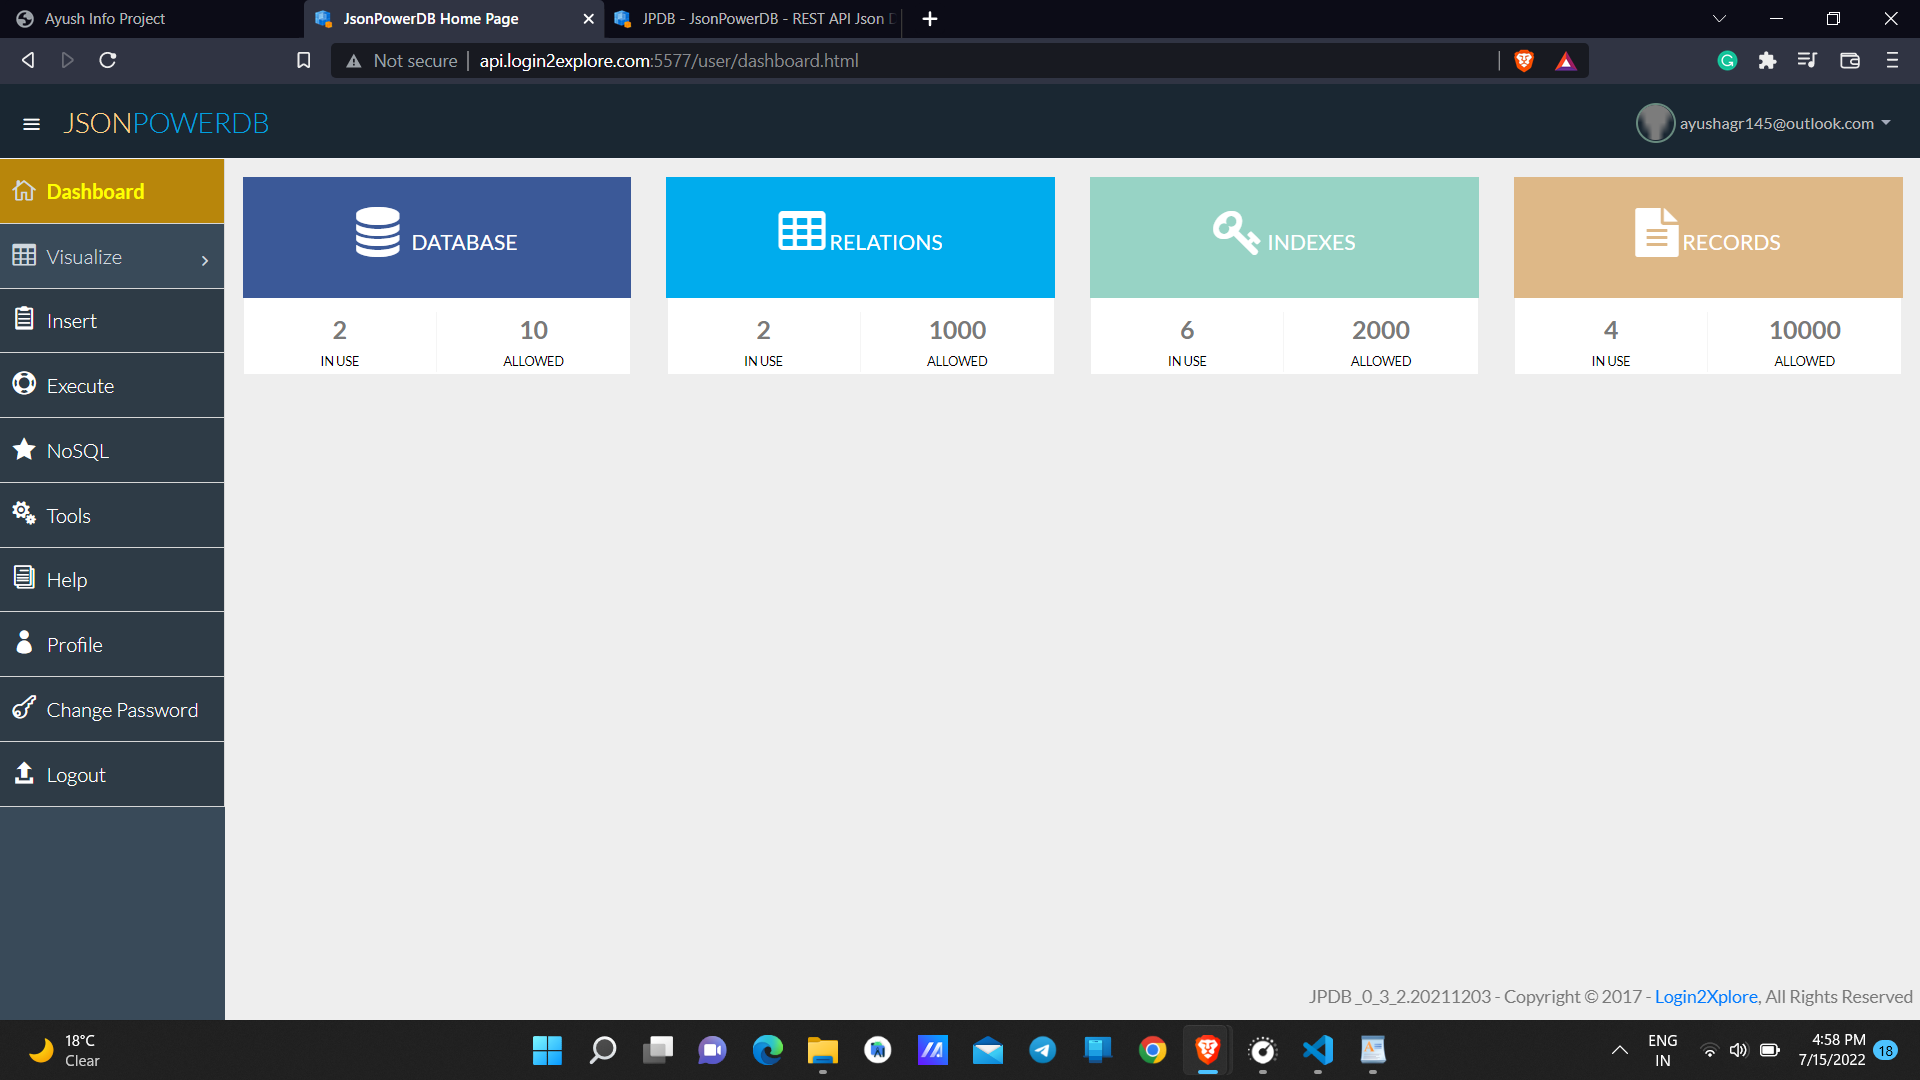 Ayush Info Project
JsonPowerDB Home Page
JPDB - JsonPowerDB - REST API Json
Not secure
api.login2explore.com:5577/user/dashboard.html
JSONPOWERDB
ayushagr145@outlook.com
Dashboard
Visualize
Insert
Execute
NoSQL
Tools
Help
Profile
Change Password
Logout
DATABASE
2
IN USE
10
ALLOWED
RELATIONS
2
IN USE
1000
ALLOWED
INDEXES
6
IN USE
2000
ALLOWED
RECORDS
4
IN USE
10000
ALLOWED
JPDB_0_3_2.20211203 - Copyright © 2017 - Login2Xplore, All Rights Reserved
18°C
Clear
ENG
IN
4:58 PM
7/15/2022
18